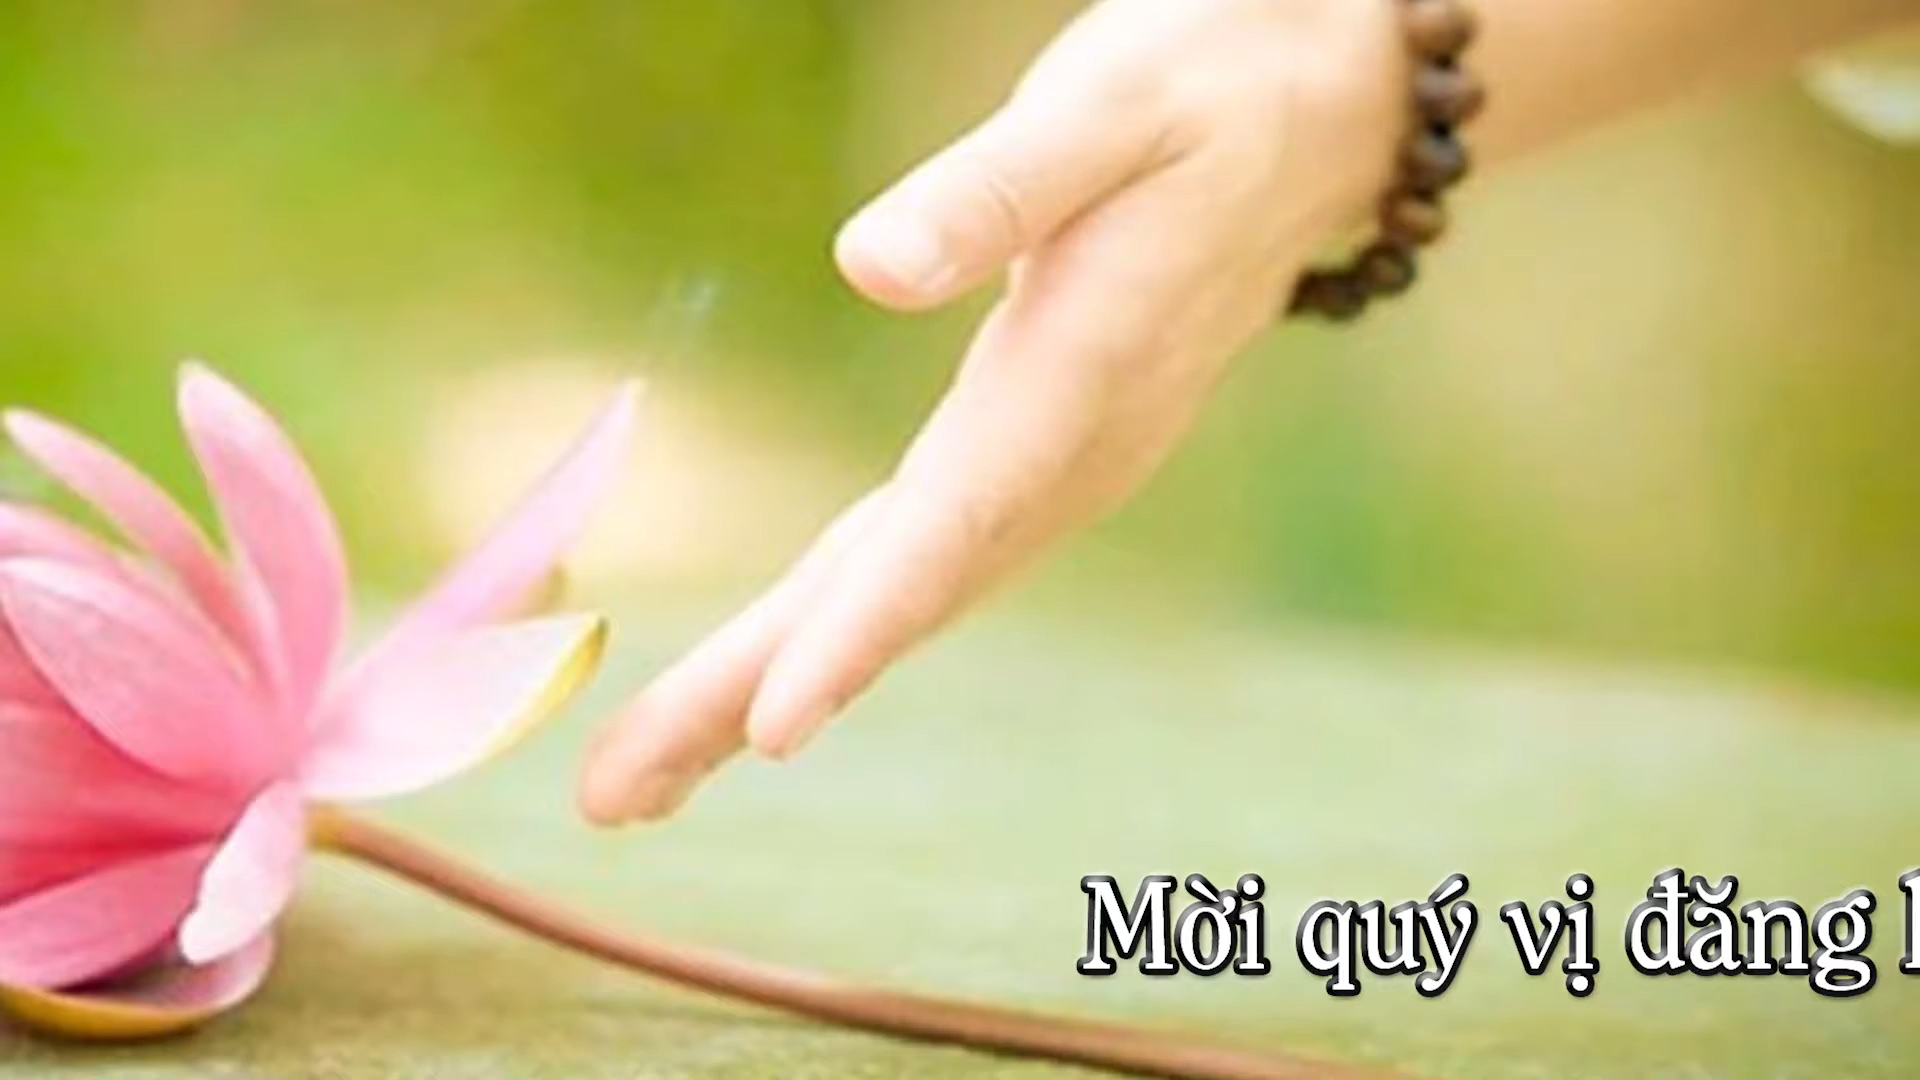 Mời quý vị đăng